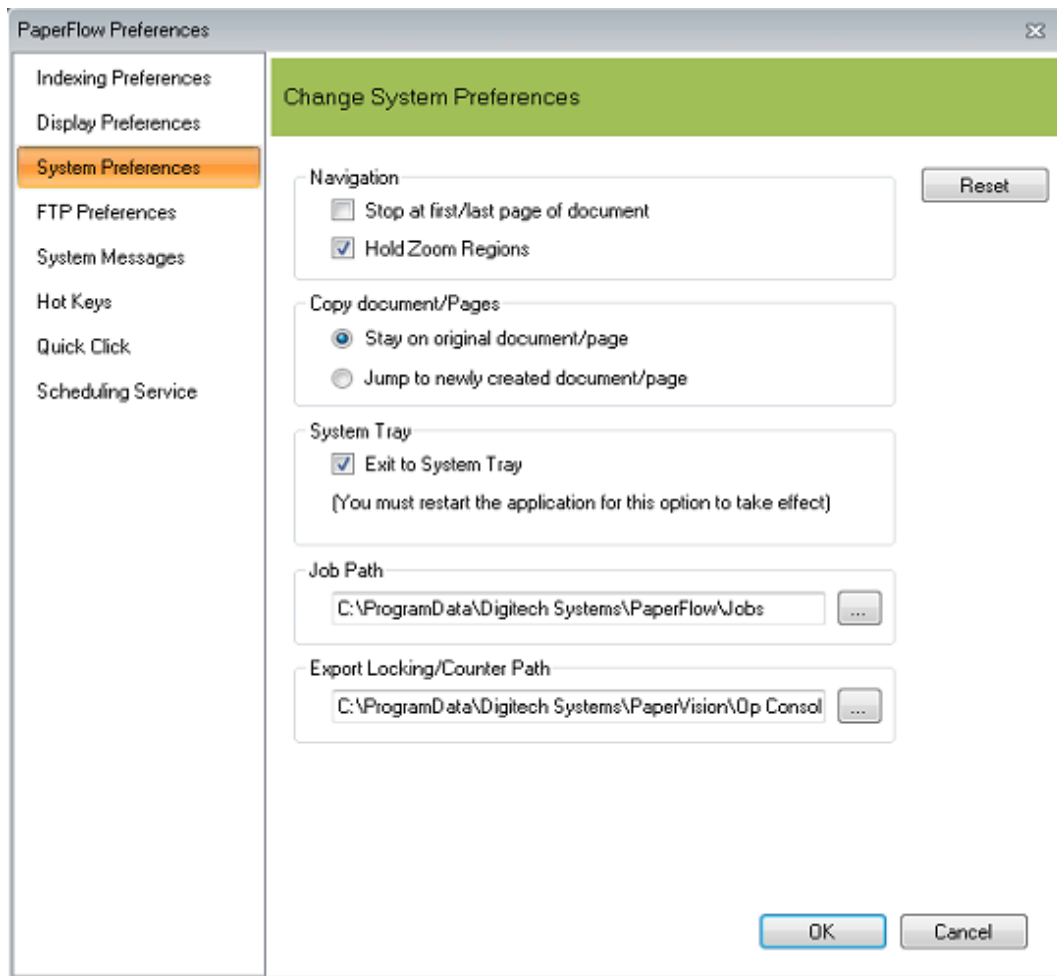 PaperFlow Preferences
Indexing Preferences
Display Preferences
System Preferences
FTP Preferences
System Messages
Hot Keys
Quick Click
Scheduling Service
Change System Preferences
Reset
Navigation
Stop at first/last page of document
Hold Zoom Regions
Copy document/Pages
Stay on original document/page
Jump to newly created document/page
System Tray
Exit to System Tray
(You must restart the application for this option to take effect)
Job Path
C:\ProgramData\Digitech Systems\PaperFlow\Jobs
...
Export Locking/Counter Path
C:\ProgramData\Digitech Systems\PaperVision\Op Consol
...
OK
Cancel